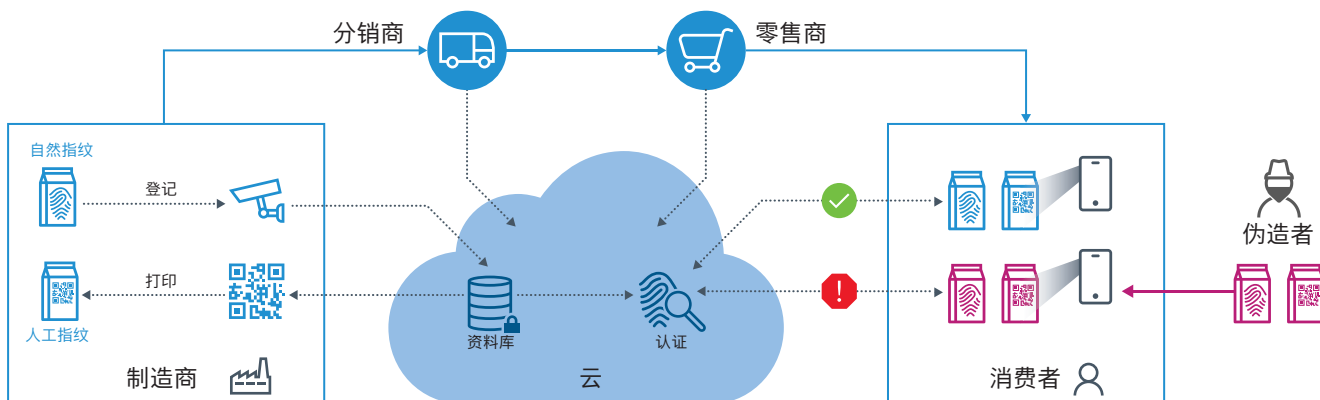 分销商
零售商
自然指纹
登记
打印
人工指纹
制造商
资料库
认证
云
消费者
伪造者